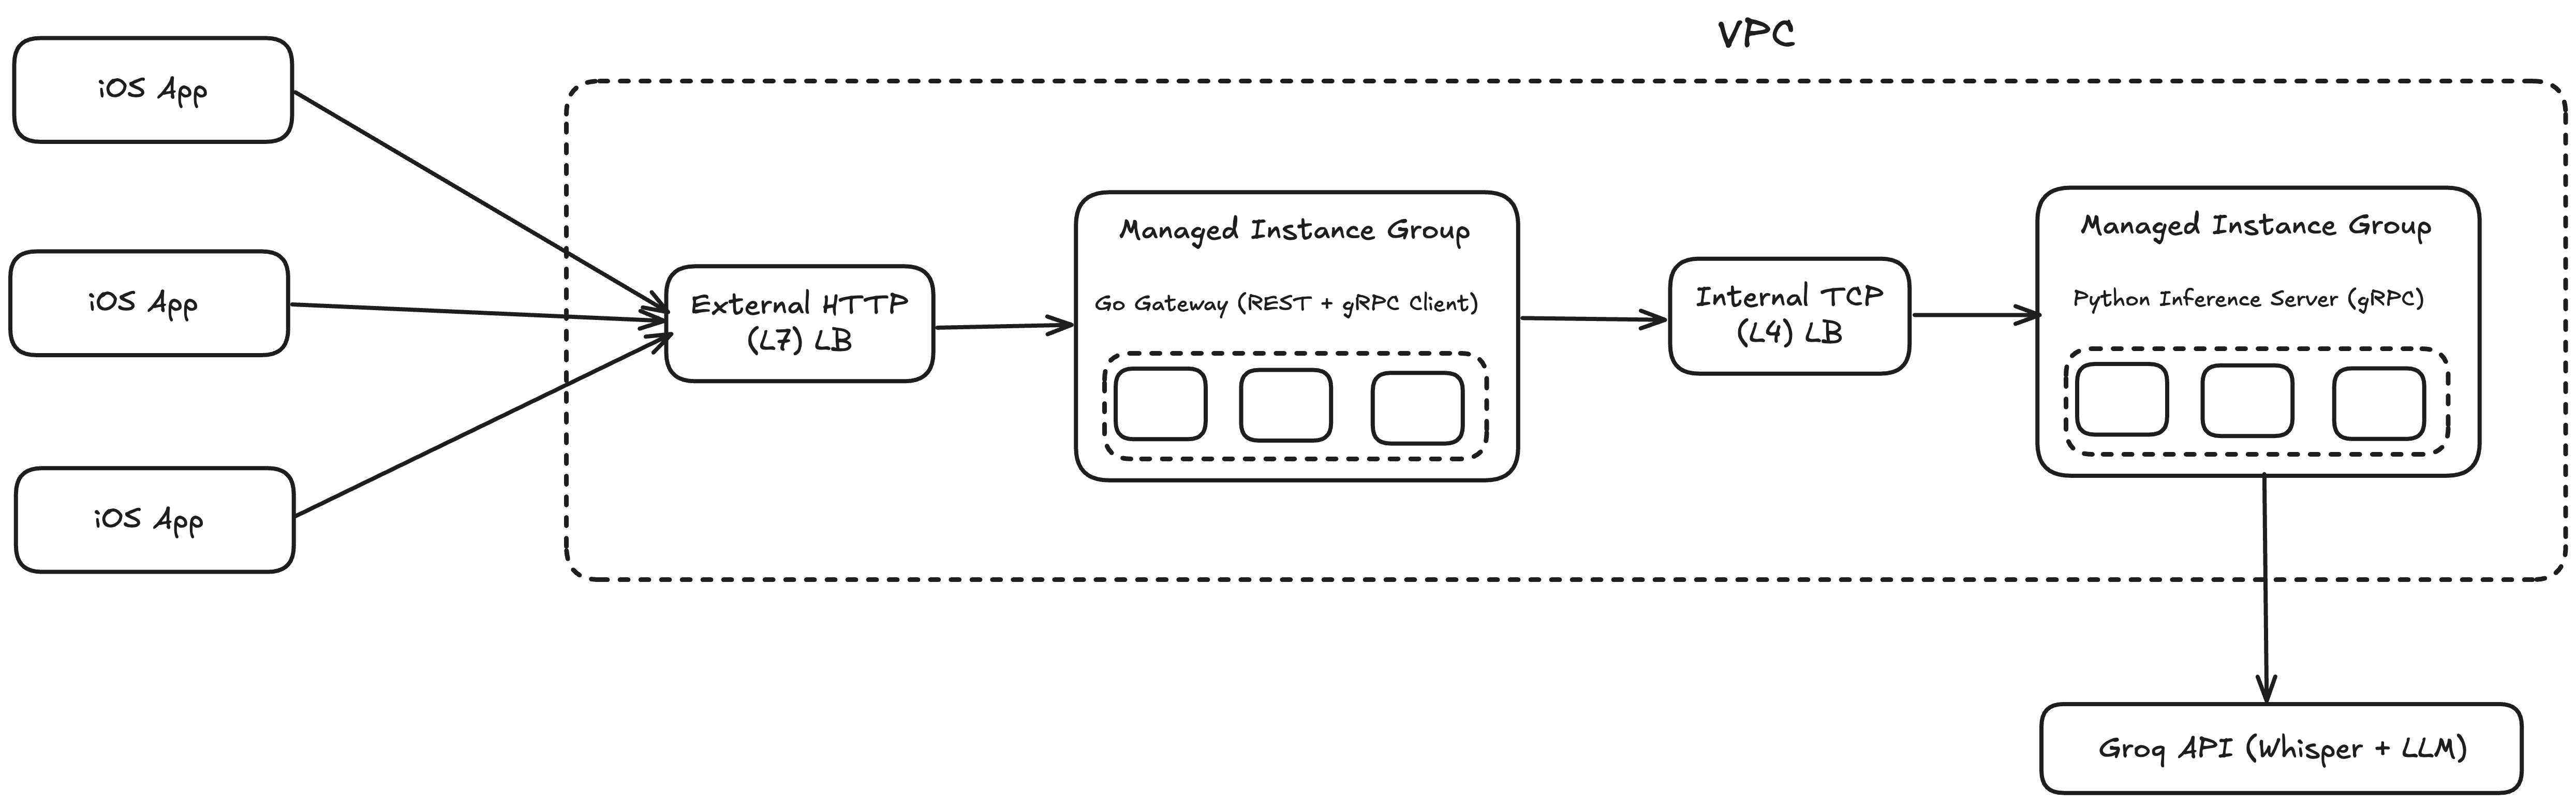 VPC
iOS App
iOS App
iOS App
External HTTP
(L7) LB
Managed Instance Group
Go Gateway (REST + gRPC Client)
Internal TCP
(L4) LB
Managed Instance Group
Python Inference Server (gRPC)
Groq API (Whisper + LLM)